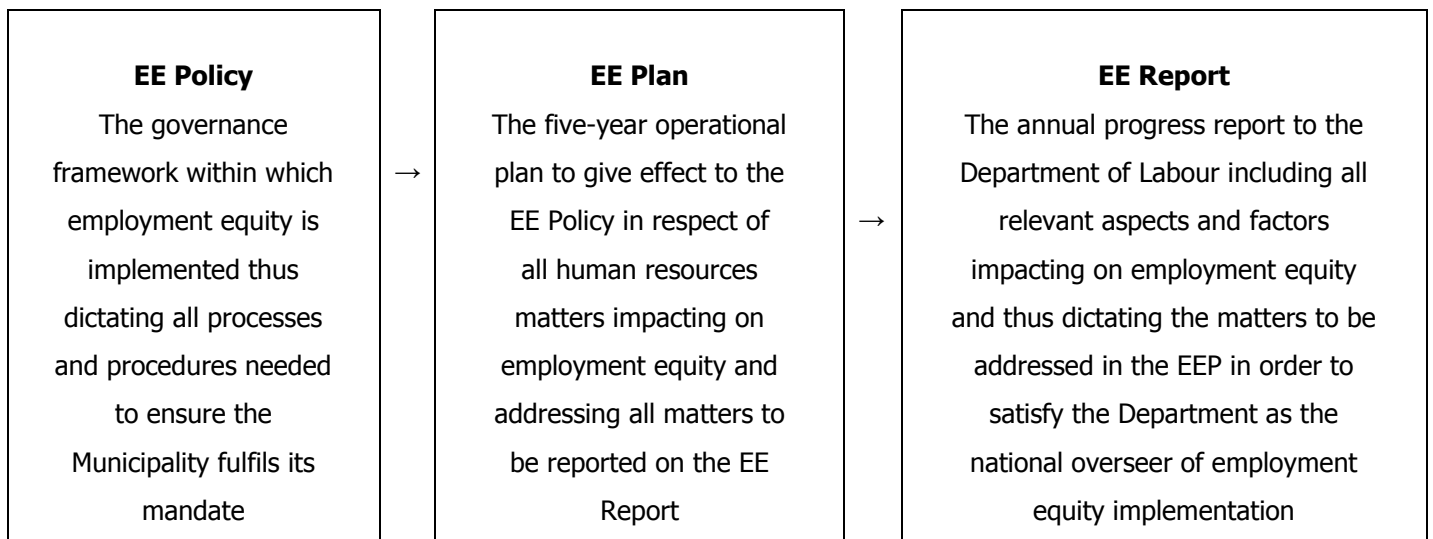 EE Policy
The governance
framework within which
employment equity is
implemented thus
dictating all processes
and procedures needed
to ensure the
Municipality fulfils its
mandate
→
EE Plan
The five-year operational
plan to give effect to the
EE Policy in respect of
all human resources
matters impacting on
employment equity and
addressing all matters to
be reported on the EE
Report
→
EE Report
The annual progress report to the
Department of Labour including all
relevant aspects and factors
impacting on employment equity
and thus dictating the matters to be
addressed in the EEP in order to
satisfy the Department as the
national overseer of employment
equity implementation